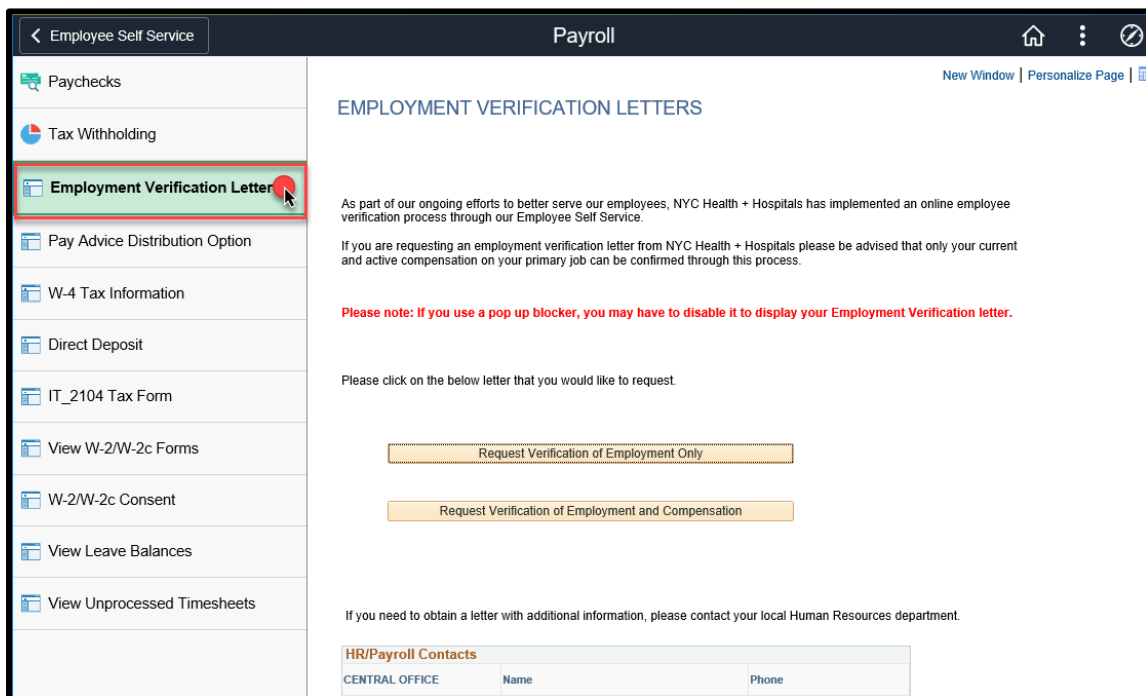 Employee Self Service
Payroll
New Window | Personalize Page |
Paychecks
Tax Withholding
Employment Verification Letter
Pay Advice Distribution Option
W-4 Tax Information
Direct Deposit
IT_2104 Tax Form
View W-2/W-2c Forms
W-2/W-2c Consent
View Leave Balances
View Unprocessed Timesheets
EMPLOYMENT VERIFICATION LETTERS
As part of our ongoing efforts to better serve our employees, NYC Health + Hospitals has implemented an online employee
verification process through our Employee Self Service.
If you are requesting an employment verification letter from NYC Health + Hospitals please be advised that only your current
and active compensation on your primary job can be confirmed through this process.
Please note: If you use a pop up blocker, you may have to disable it to display your Employment Verification letter.
Please click on the below letter that you would like to request.
Request Verification of Employment Only
Request Verification of Employment and Compensation
If you need to obtain a letter with additional information, please contact your local Human Resources department.
HR/Payroll Contacts
CENTRAL OFFICE Name Phone